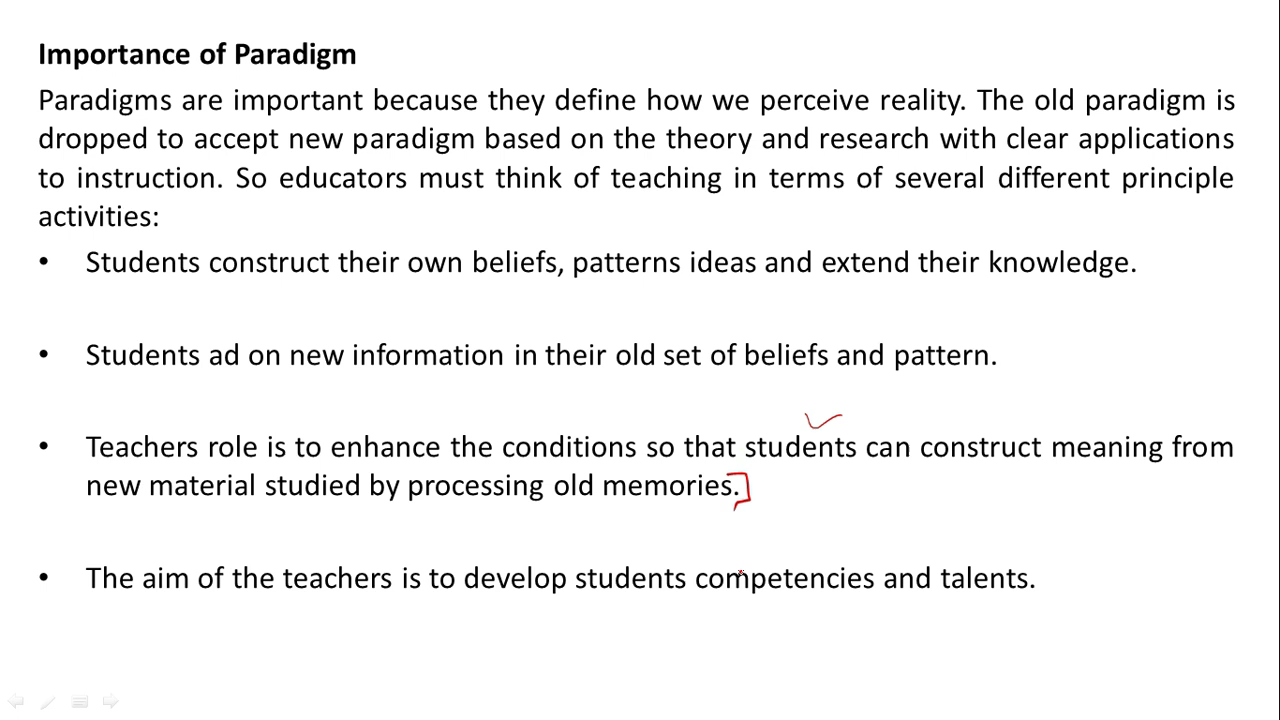 Importance of Paradigm
Paradigms are important because they define how we perceive reality. The old paradigm is
dropped to accept new paradigm based on the theory and research with clear applications
to instruction. So educators must think of teaching in terms of several different principle
activities:
• Students construct their own beliefs, patterns ideas and extend their knowledge.
• Students ad on new information in their old set of beliefs and pattern.
• Teachers role is to enhance the conditions so that students can construct meaning from
new material studied by processing old memories.
• The aim of the teachers is to develop students competencies and talents.